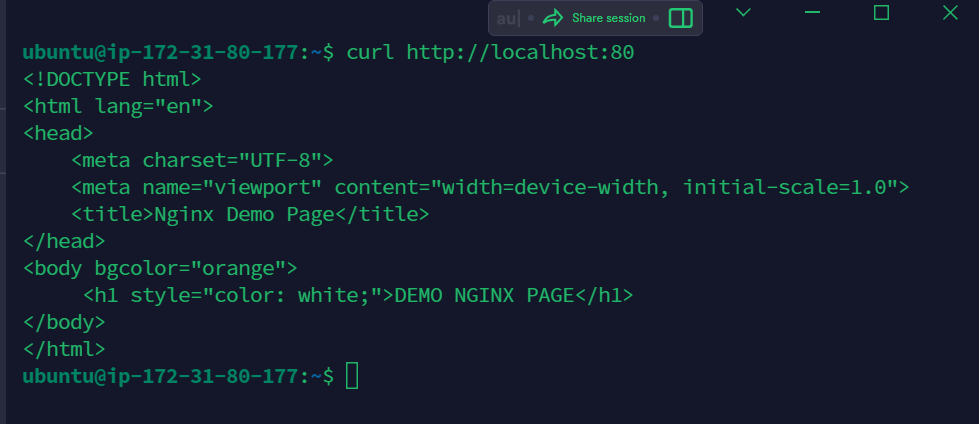 au
Share session
ubuntu@ip-172-31-80-177:~$ curl http://localhost:80
<!DOCTYPE html>
<html lang="en">
<head>
    <meta charset="UTF-8">
    <meta name="viewport" content="width=device-width, initial-scale=1.0">
    <title>Nginx Demo Page</title>
</head>
<body bgcolor="orange">
     <h1 style="color: white;">DEMO NGINX PAGE</h1>
</body>
</html>
ubuntu@ip-172-31-80-177:~$